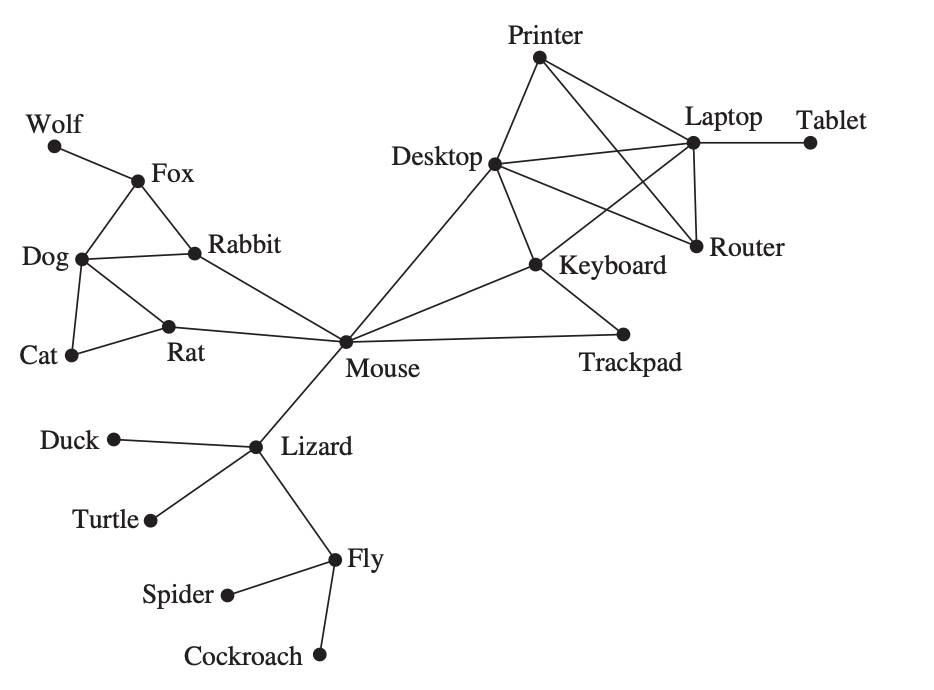 Printer
Laptop
Tablet
Wolf
Desktop
Fox
Rabbit
Dog
Router
Keyboard
Cat
Rat
Mouse
Trackpad
Duck
Lizard
Turtle
Fly
Spider
Cockroach